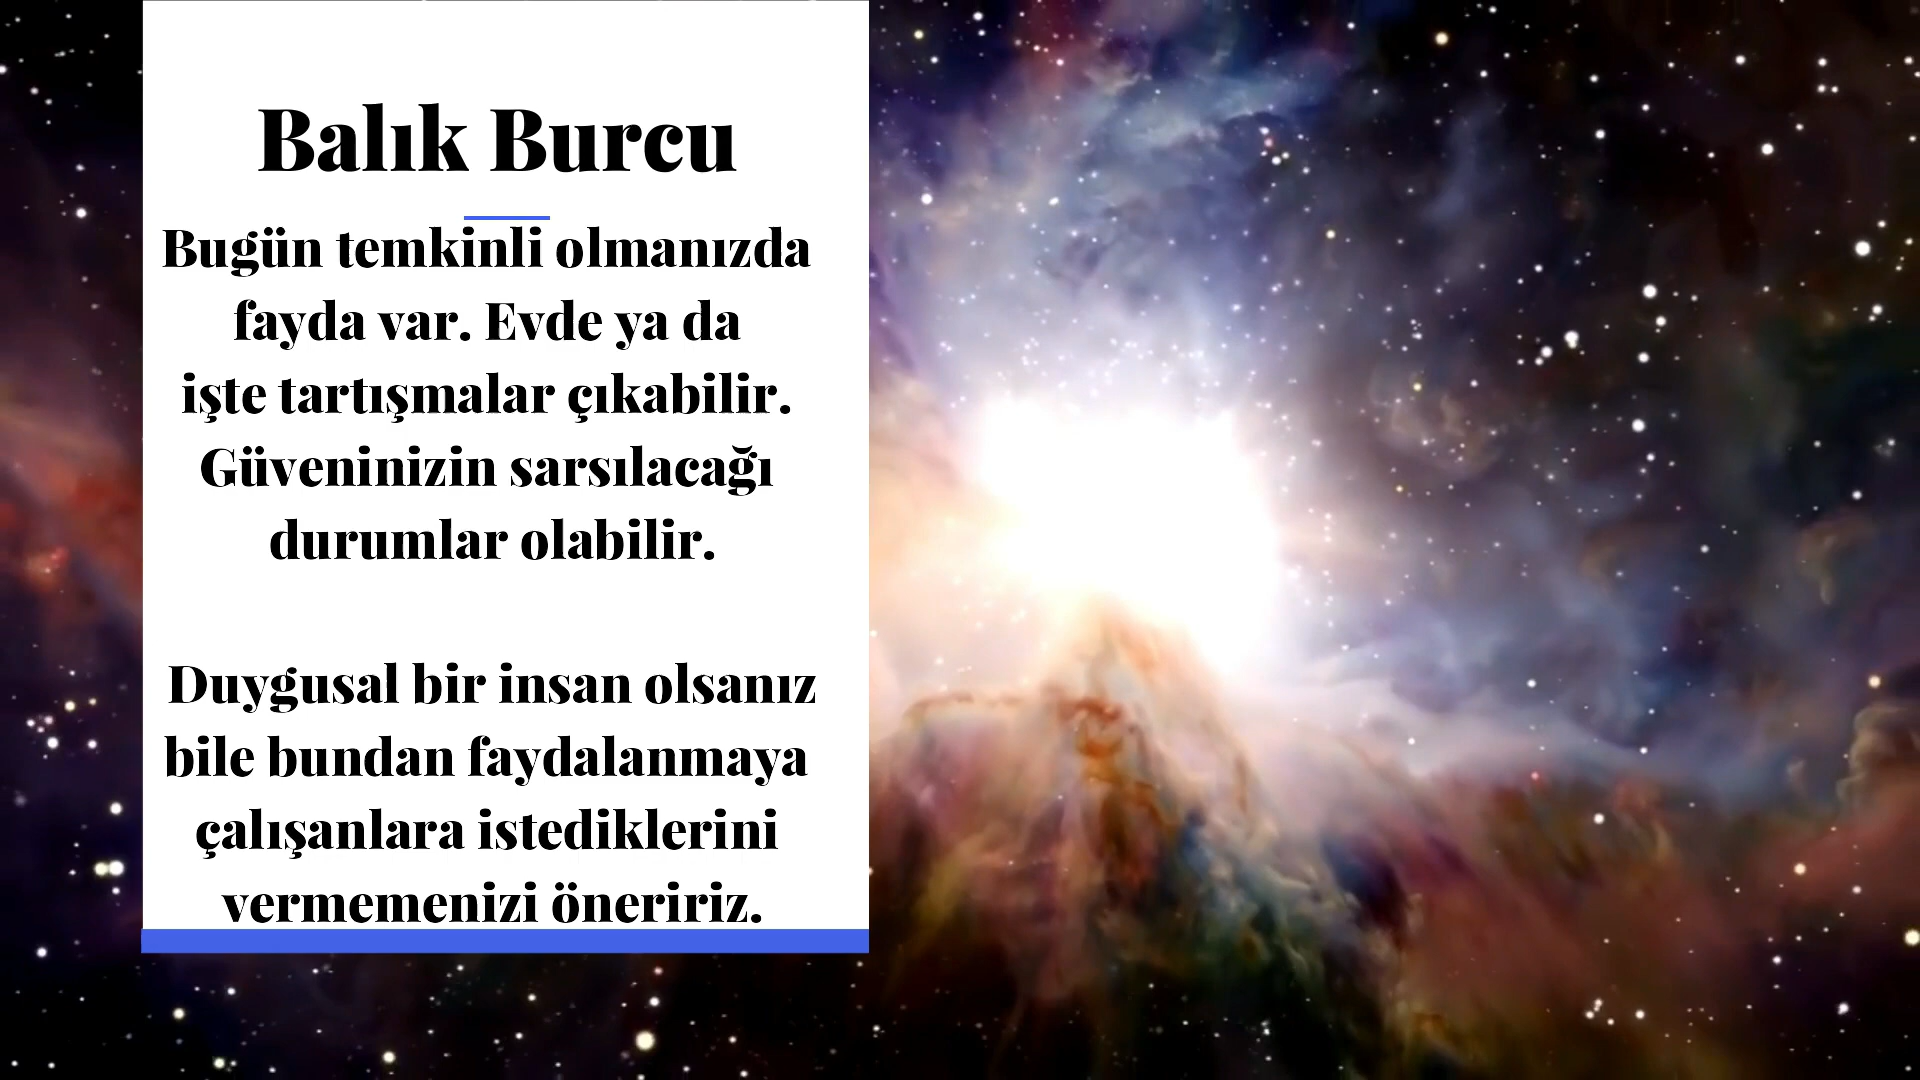 Balık Burcu
Bugün temkinli olmanızda
fayda var. Evde ya da
işte tartışmalar çıkabilir.
Güveninizin sarsılacağı
durumlar olabilir.
Duygusal bir insan olsanız
bile bundan faydalanmaya
çalışanlara istediklerini
vermemenizi öneririz.